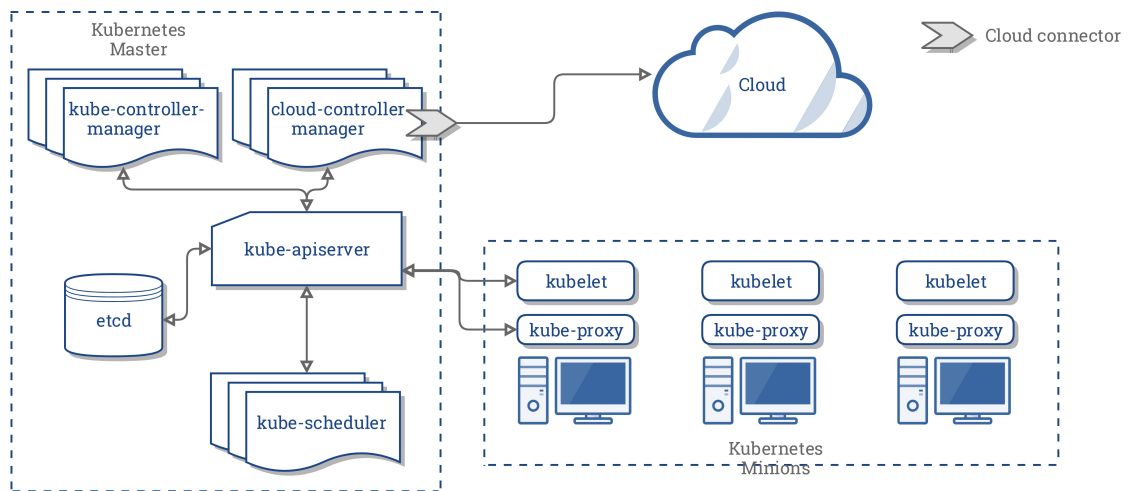 Kubernetes
Master
kube-controller-
manager
cloud-controller
manager
Cloud
Cloud connector
kube-apiserver
etcd
kube-scheduler
kubelet
kubelet
kubelet
kube-proxy
kube-proxy
kube-proxy
Kubernetes
Minions